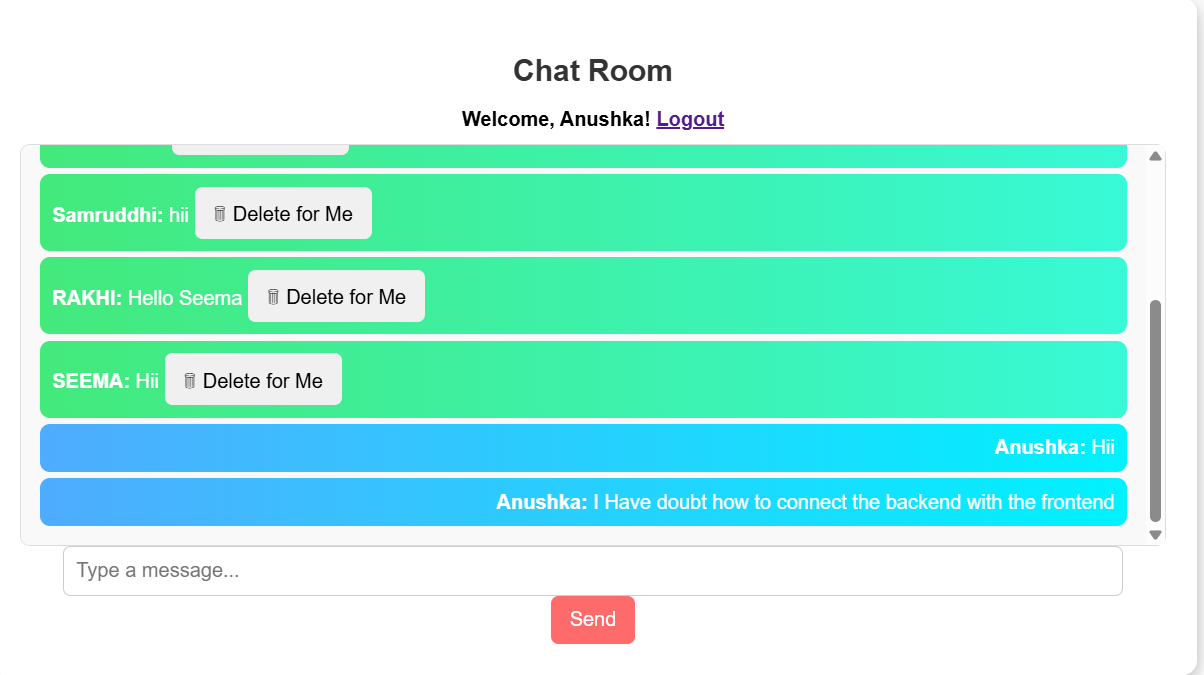 Chat Room
Welcome, Anushka! Logout
Samruddhi: hii 🗑 Delete for Me
RAKHI: Hello Seema 🗑 Delete for Me
SEEMA: Hii 🗑 Delete for Me
Anushka: Hii
Anushka: I Have doubt how to connect the backend with the frontend
Type a message...
Send